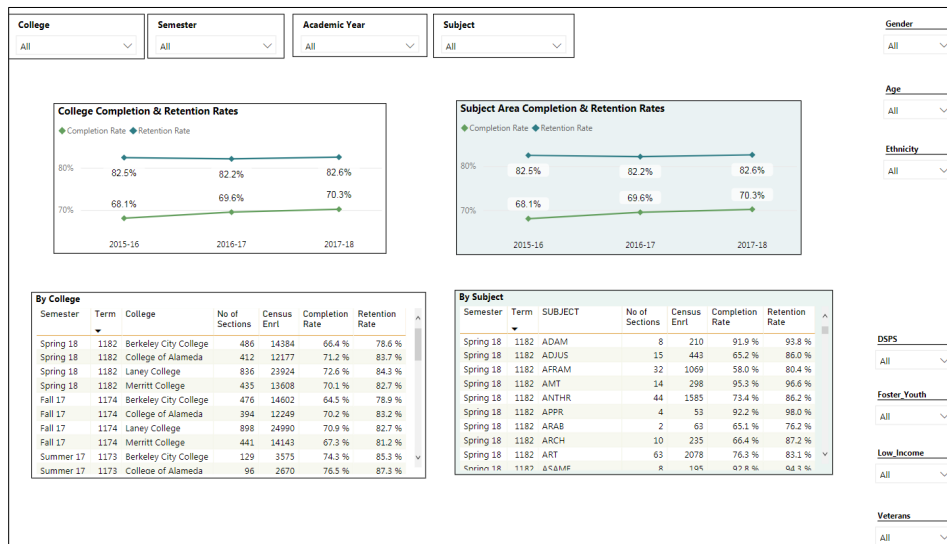 College
All
Semester
All
Academic Year
All
Subject
All
Gender
All
Age
All
Ethnicity
All
College Completion & Retention Rates
Completion Rate Retention Rate
80%
82.5% 82.2% 82.6%
68.1% 69.6% 70.3%
70%
2015-16 2016-17 2017-18
Subject Area Completion & Retention Rates
Completion Rate Retention Rate
80%
82.5% 82.2% 82.6%
68.1% 69.6% 70.3%
70%
2015-16 2016-17 2017-18
By College
Semester Term College No of Sections Census Enrl Completion Rate Retention Rate
Spring 18 1182 Berkeley City College 486 14384 66.4 % 78.6 %
Spring 18 1182 College of Alameda 412 12177 71.2 % 83.7 %
Spring 18 1182 Laney College 836 23924 72.6 % 84.3 %
Spring 18 1182 Merritt College 435 13608 70.1 % 82.7 %
Fall 17 1174 Berkeley City College 476 14602 64.5 % 78.9 %
Fall 17 1174 College of Alameda 394 12249 70.2 % 83.2 %
Fall 17 1174 Laney College 898 24990 70.9 % 82.7 %
Fall 17 1174 Merritt College 441 14143 67.3 % 81.2 %
Summer 17 1173 Berkeley City College 129 3575 74.3 % 85.3 %
Summer 17 1173 College of Alameda 96 2670 76.5 % 87.3 %
By Subject
Semester Term SUBJECT No of Sections Census Enrl Completion Rate Retention Rate
Spring 18 1182 ADAM 8 210 91.9 % 93.8 %
Spring 18 1182 ADJUS 15 443 65.2 % 86.0 %
Spring 18 1182 AFRAM 32 1069 58.0 % 80.4 %
Spring 18 1182 AMT 14 298 95.3 % 96.6 %
Spring 18 1182 ANTHR 44 1585 73.4 % 86.2 %
Spring 18 1182 APPR 4 53 92.2 % 98.0 %
Spring 18 1182 ARAB 2 63 65.1 % 76.2 %
Spring 18 1182 ARCH 10 235 66.4 % 87.2 %
Spring 18 1182 ART 63 2078 76.3 % 83.1 %
Spring 18 1182 ASAME 8 195 92.8 % 94.3 %
DSPS
All
Foster_Youth
All
Low_Income
All
Veterans
All